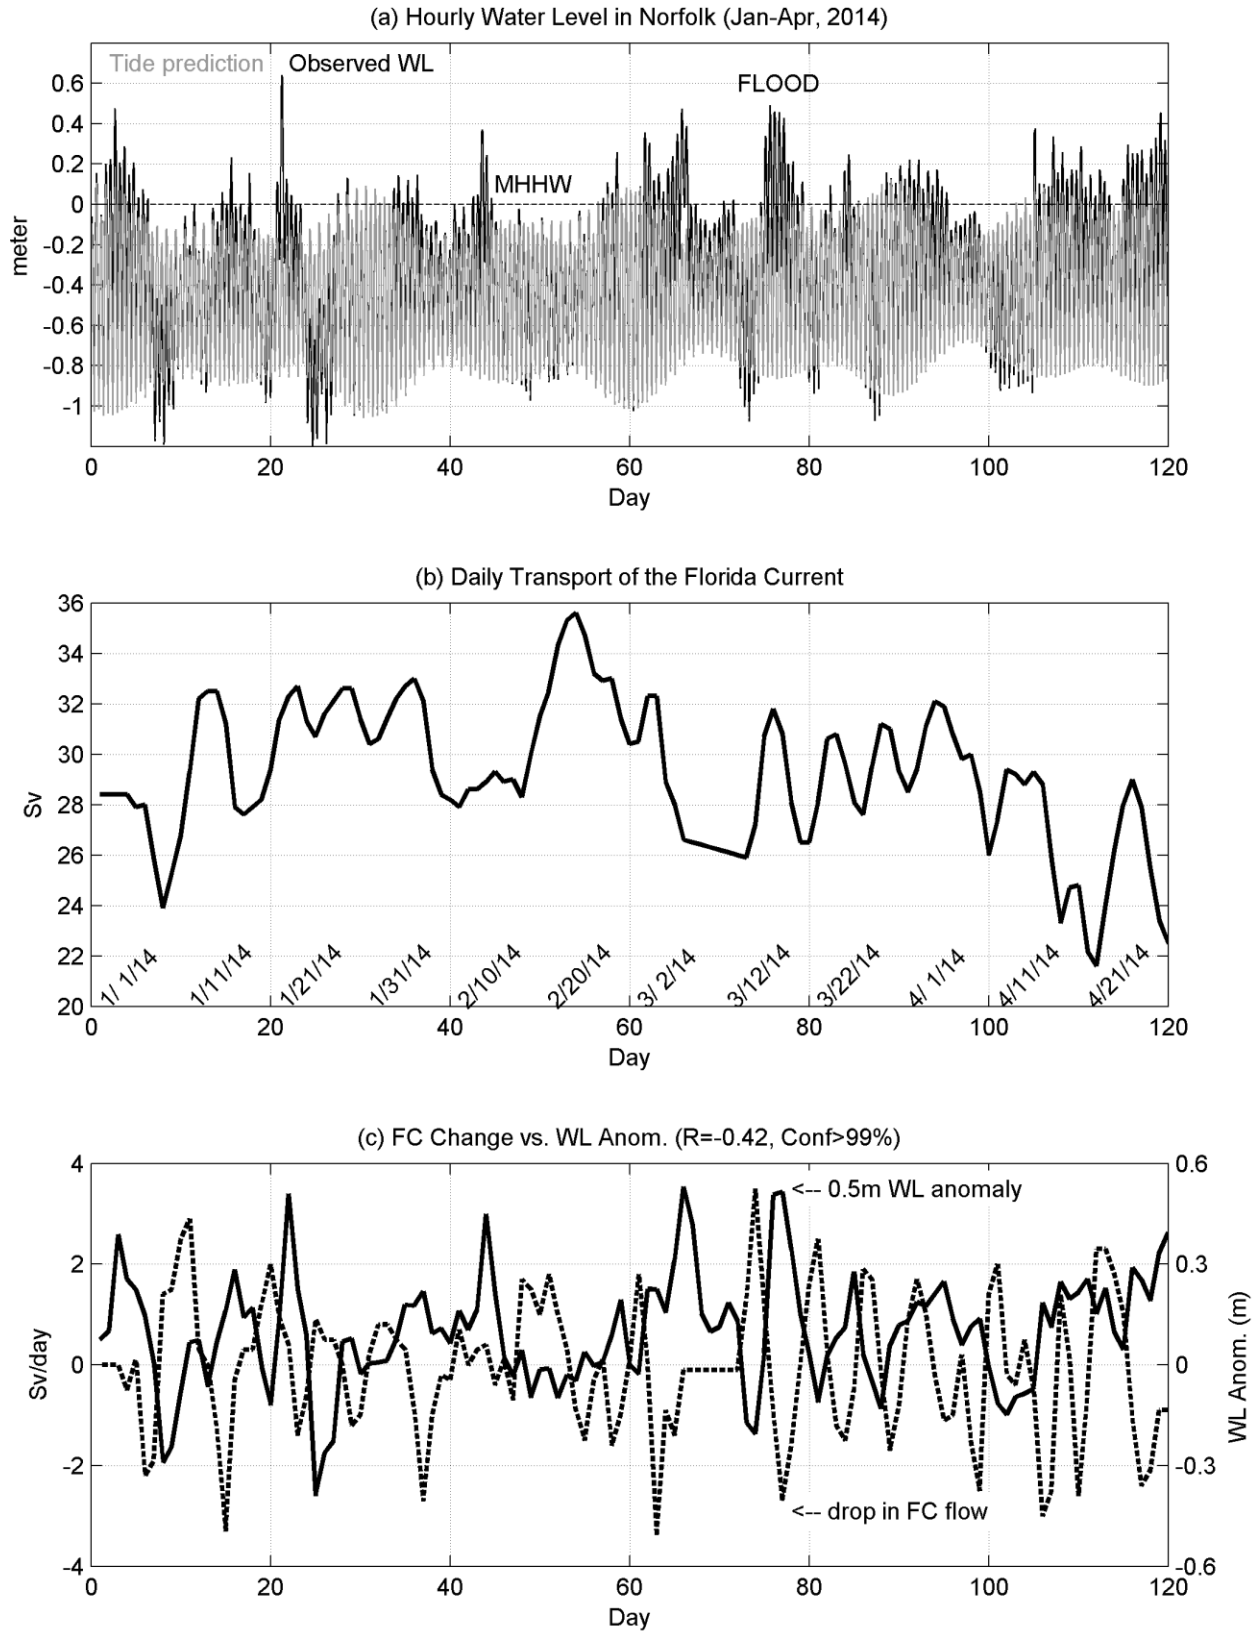 (a) Hourly Water Level in Norfolk (Jan-Apr, 2014)
Tide prediction Observed WL
FLOOD
MHHW
0.6
0.4
0.2
0
-0.2
-0.4
-0.6
-0.8
-1
meter
0 20 40 60 80 100 120
Day
(b) Daily Transport of the Florida Current
36
34
32
30
28
26
24
22
20
Sv
1/ 1/14 1/11/14 1/21/14 1/31/14 2/10/14 2/20/14 3/ 2/14 3/12/14 3/22/14 4/ 1/14 4/11/14 4/21/14
0 20 40 60 80 100 120
Day
(c) FC Change vs. WL Anom. (R=-0.42, Conf>99%)
4
2
0
-2
-4
Sv/day
<-- 0.5m WL anomaly
<-- drop in FC flow
0.6
0.3
0
-0.3
-0.6
WL Anom. (m)
0 20 40 60 80 100 120
Day